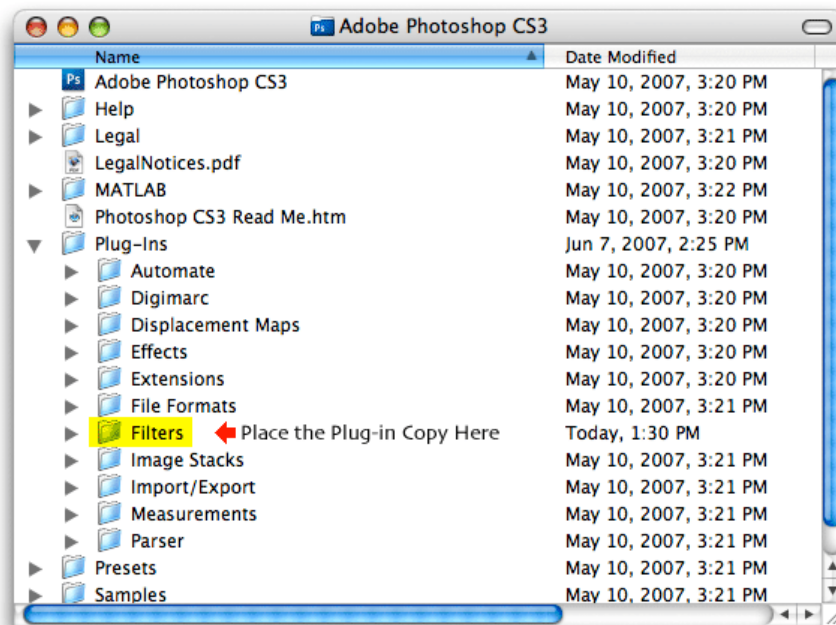 Adobe Photoshop CS3
Name Date Modified
Adobe Photoshop CS3 May 10, 2007, 3:20 PM
Help May 10, 2007, 3:20 PM
Legal May 10, 2007, 3:21 PM
LegalNotices.pdf May 10, 2007, 3:20 PM
MATLAB May 10, 2007, 3:22 PM
Photoshop CS3 Read Me.htm May 10, 2007, 3:20 PM
Plug-Ins Jun 7, 2007, 2:25 PM
Automate May 10, 2007, 3:20 PM
Digimarc May 10, 2007, 3:20 PM
Displacement Maps May 10, 2007, 3:20 PM
Effects May 10, 2007, 3:20 PM
Extensions May 10, 2007, 3:20 PM
File Formats May 10, 2007, 3:21 PM
Filters Place the Plug-in Copy Here Today, 1:30 PM
Image Stacks May 10, 2007, 3:21 PM
Import/Export May 10, 2007, 3:21 PM
Measurements May 10, 2007, 3:21 PM
Parser May 10, 2007, 3:21 PM
Presets May 10, 2007, 3:21 PM
Samples May 10, 2007, 3:21 PM